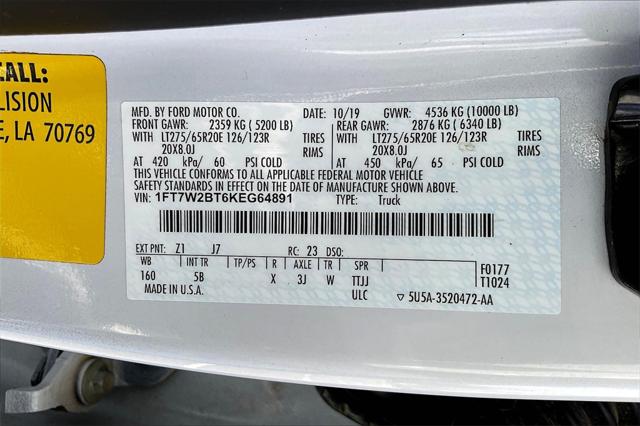 CALL:
LISION
E, LA 70769
MFD. BY FORD MOTOR CO. DATE: 10/19 GVWR: 4536 KG (10000 LB)
FRONT GAWR: 2359 KG (5200 LB) REAR GAWR: 2876 KG (6340 LB)
WITH LT275/65R20E 126/123R TIRES WITH LT275/65R20E 126/123R TIRES
20X8.0J RIMS 20X8.0J RIMS
AT 420 kPa/ 60 PSI COLD AT 450 kPa/ 65 PSI COLD
THIS VEHICLE CONFORMS TO ALL APPLICABLE FEDERAL MOTOR VEHICLE
SAFETY STANDARDS IN EFFECT ON THE DATE OF MANUFACTURE SHOWN ABOVE.
VIN: 1FT7W2BT6KEG64891 TYPE: Truck
EXT PNT: Z1 J7 RC: 23 DSO:
WB INT TR TP/PS R AXLE TR SPR F0177
160 5B X 3J W TTJJ T1024
MADE IN U.S.A. ULC ▽ 5U5A-3520472-AA